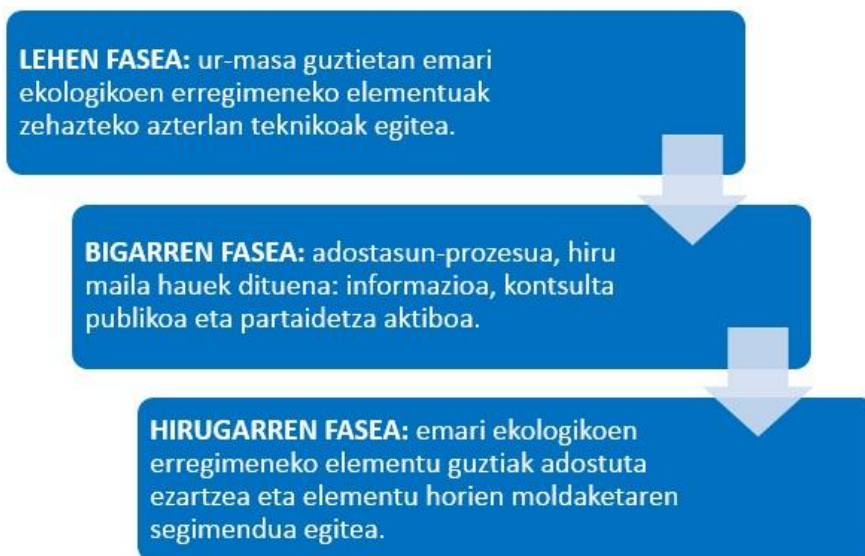 LEHEN FASEA: ur-masa guztietan emari
ekologikoen erregimeneko elementuak
zehazteko azterlan teknikoak egitea.
BIGARREN FASEA: adostasun-prozesua, hiru
maila hauek dituena: informazioa, kontsulta
publikoa eta partaidetza aktiboa.
HIRUGARREN FASEA: emari ekologikoen
erregimeneko elementu guztiak adostuta
ezartzea eta elementu horien moldaketaren
segimendua egitea.